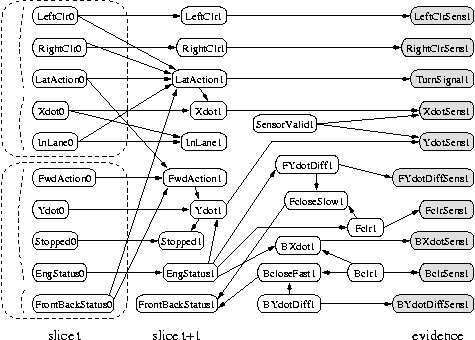 LeftClr0
LeftClr1
LeftClrSens1
RightClr0
RightClr1
RightClrSens1
LatAction0
LatAction1
TurnSignal1
Xdot0
Xdot1
XdotSens1
SensorValid1
InLane0
InLane1
YdotSens1
FYdotDiff1
FwdAction0
FwdAction1
FYdotDiffSens1
FcloseSlow1
Ydot0
Ydot1
FclrSens1
Fclr1
Stopped0
Stopped1
BXdot1
BXdotSens1
EngStatus0
EngStatus1
BcloseFast1
Bclr1
BclrSens1
FrontBackStatus0
FrontBackStatus1
BYdotDiff1
BYdotDiffSens1
slice t
slice t+1
evidence